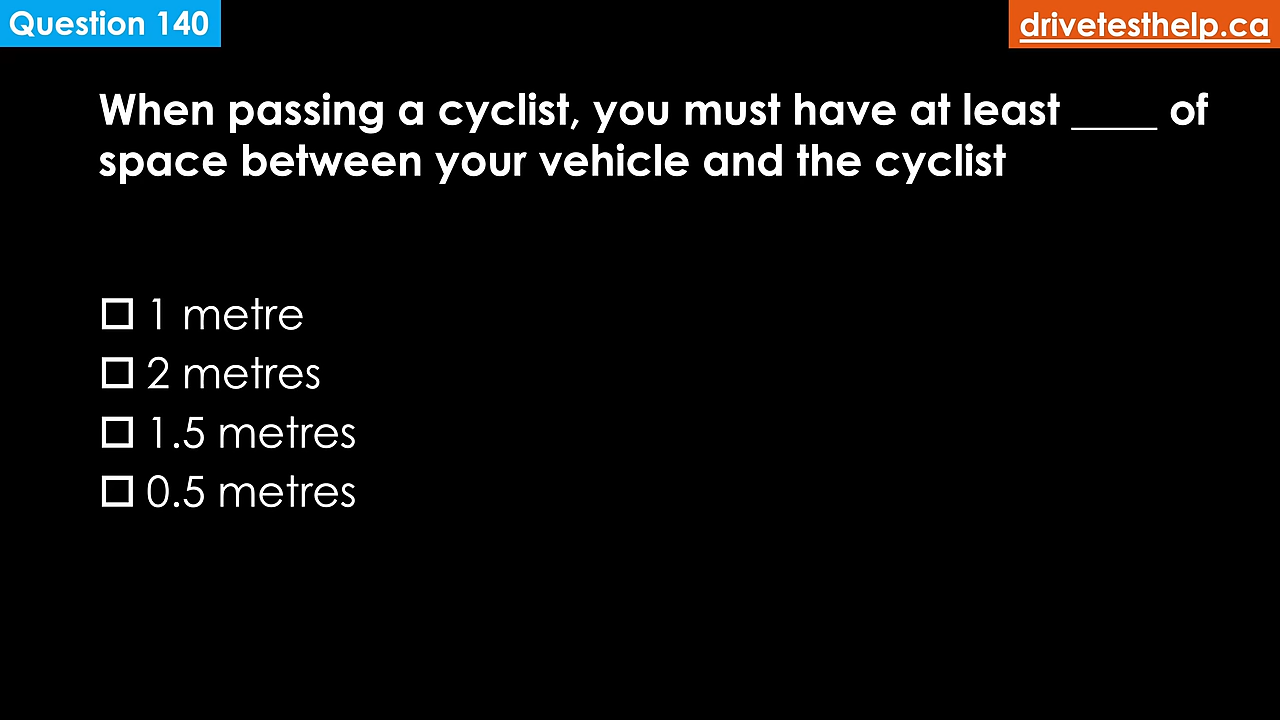 Question 140
drivetesthelp.ca
When passing a cyclist, you must have at least ____ of
space between your vehicle and the cyclist
1 metre
2 metres
1.5 metres
0.5 metres